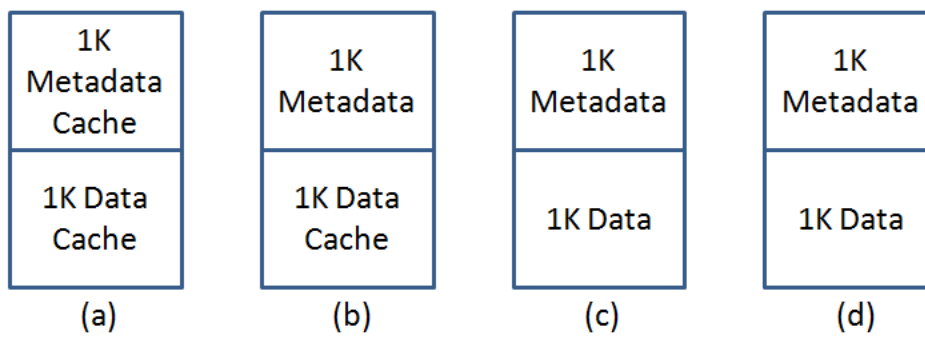 1K
Metadata
Cache
1K Data
Cache
(a)
1K
Metadata
1K Data
Cache
(b)
1K
Metadata
1K Data
(c)
1K
Metadata
1K Data
(d)